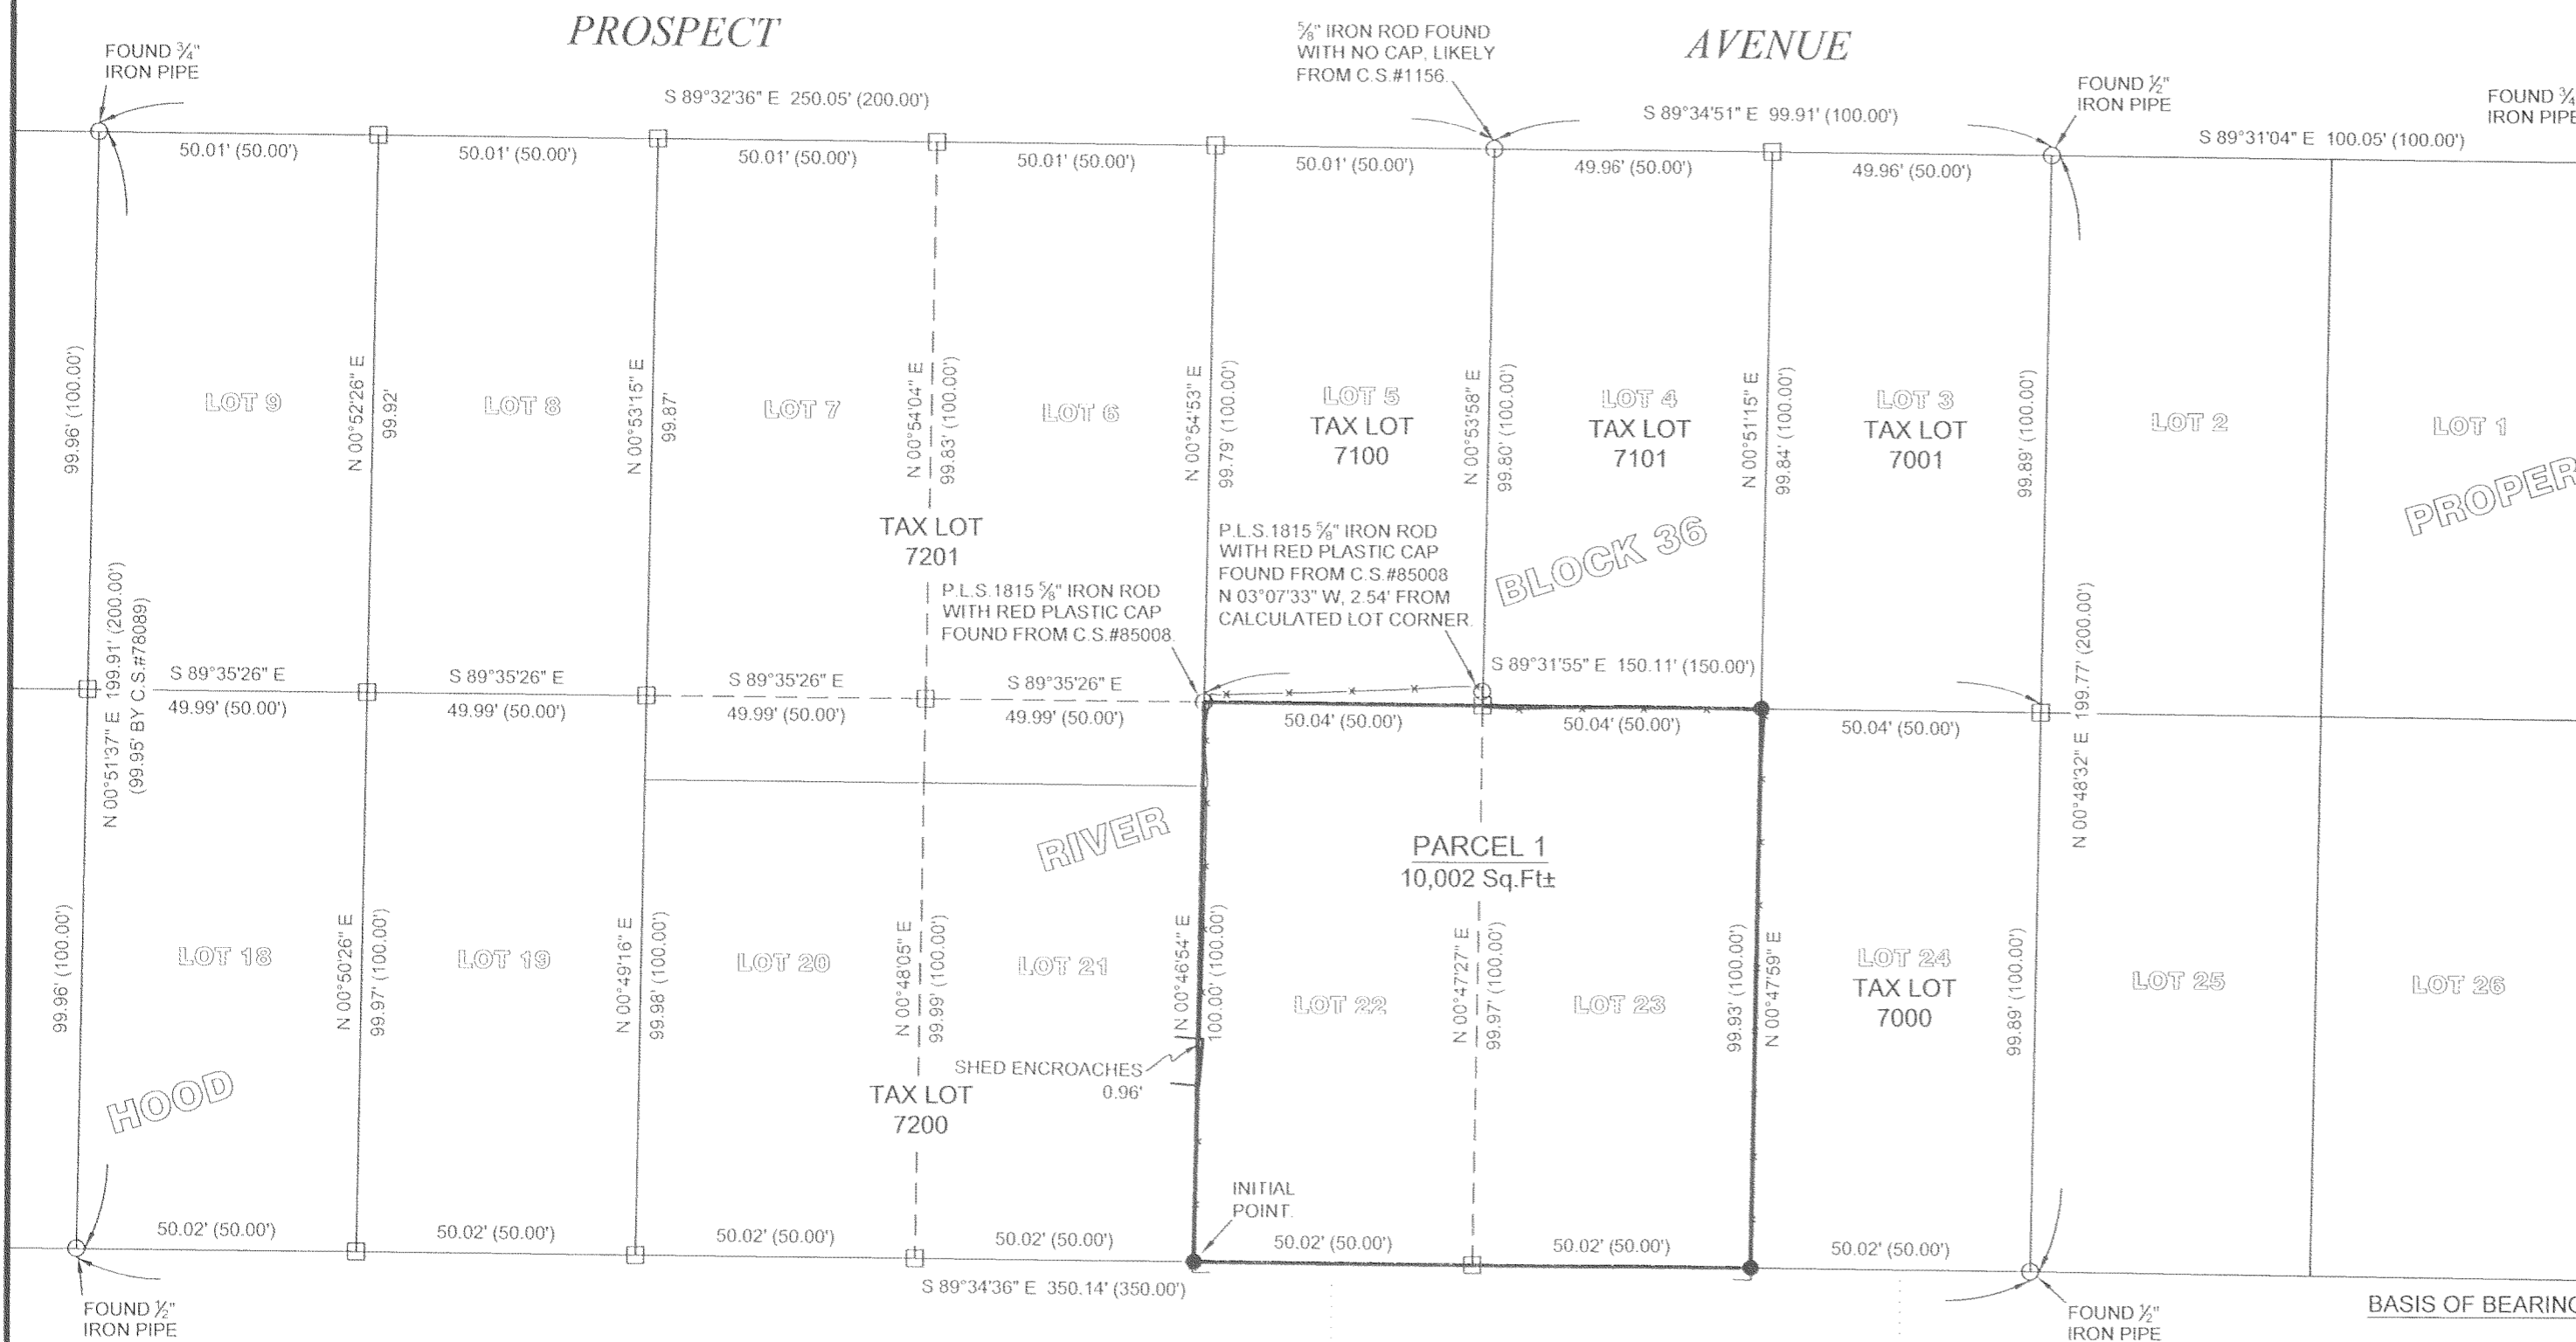 PROSPECT
AVENUE
FOUND ¾"
IRON PIPE
⅝" IRON ROD FOUND
WITH NO CAP, LIKELY
FROM C.S.#1156.
FOUND ½"
IRON PIPE
FOUND ¾
IRON PIPE
S 89°32'36" E 250.05' (200.00')
S 89°34'51" E 99.91' (100.00')
S 89°31'04" E 100.05' (100.00')
50.01' (50.00')
50.01' (50.00')
50.01' (50.00')
50.01' (50.00')
50.01' (50.00')
49.96' (50.00')
49.96' (50.00')
99.96' (100.00')
N 00°52'26" E
99.92'
N 00°53'15" E
99.87'
N 00°54'04" E
99.83' (100.00')
N 00°54'53" E
99.79' (100.00')
N 00°53'58" E
99.80' (100.00')
N 00°51'15" E
99.84' (100.00')
99.89' (100.00')
LOT 9
LOT 8
LOT 7
LOT 6
LOT 5
TAX LOT
7100
LOT 4
TAX LOT
7101
LOT 3
TAX LOT
7001
LOT 2
LOT 1
PROPER
TAX LOT
7201
BLOCK 36
P.L.S.1815 ⅝" IRON ROD
WITH RED PLASTIC CAP
FOUND FROM C.S.#85008
N 03°07'33" W, 2.54' FROM
CALCULATED LOT CORNER.
P.L.S.1815 ⅝" IRON ROD
WITH RED PLASTIC CAP
FOUND FROM C.S.#85008.
N 00°51'37" E 199.91' (200.00')
(99.95' BY C.S.#78089)
S 89°35'26" E
49.99' (50.00')
S 89°35'26" E
49.99' (50.00')
S 89°35'26" E
49.99' (50.00')
S 89°35'26" E
49.99' (50.00')
S 89°31'55" E 150.11' (150.00')
50.04' (50.00')
50.04' (50.00')
50.04' (50.00')
N 00°48'32" E 199.77' (200.00')
RIVER
PARCEL 1
10,002 Sq.Ft±
99.96' (100.00')
N 00°50'26" E
99.97' (100.00')
N 00°49'16" E
99.98' (100.00')
N 00°48'05" E
99.99' (100.00')
N 00°46'54" E
100.00' (100.00')
N 00°47'27" E
99.97' (100.00')
99.93' (100.00')
N 00°47'59" E
99.89' (100.00')
LOT 18
LOT 19
LOT 20
LOT 21
LOT 22
LOT 23
LOT 24
TAX LOT
7000
LOT 25
LOT 26
SHED ENCROACHES
0.96'
HOOD
TAX LOT
7200
INITIAL
POINT.
50.02' (50.00')
50.02' (50.00')
50.02' (50.00')
50.02' (50.00')
50.02' (50.00')
50.02' (50.00')
50.02' (50.00')
S 89°34'36" E 350.14' (350.00')
FOUND ½"
IRON PIPE
FOUND ½"
IRON PIPE
BASIS OF BEARING